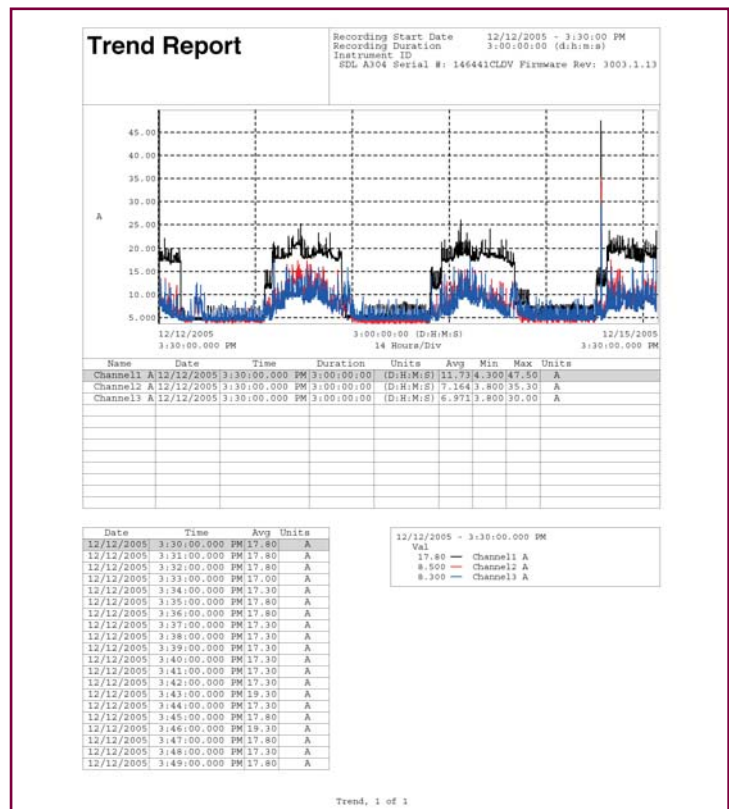 Trend Report
Recording Start Date 12/12/2005 - 3:30:00 PM
Recording Duration 3:00:00:00 (d:h:m:s)
Instrument ID
SDL A304 Serial #: 146441CLDV Firmware Rev: 3003.1.13
45.00
40.00
35.00
30.00
A
25.00
20.00
15.00
10.00
5.000
12/12/2005 3:00:00:00 (D:H:M:S) 12/15/2005
3:30:00.000 PM 14 Hours/Div 3:30:00.000 PM
Name Date Time Duration Units Avg Min Max Units
Channel1 A 12/12/2005 3:30:00.000 PM 3:00:00:00 (D:H:M:S) 11.73 4.300 47.50 A
Channel2 A 12/12/2005 3:30:00.000 PM 3:00:00:00 (D:H:M:S) 7.164 3.800 35.30 A
Channel3 A 12/12/2005 3:30:00.000 PM 3:00:00:00 (D:H:M:S) 6.971 3.800 30.00 A
Date Time Avg Units
12/12/2005 3:30:00.000 PM 17.80 A
12/12/2005 3:31:00.000 PM 17.80 A
12/12/2005 3:32:00.000 PM 17.80 A
12/12/2005 3:33:00.000 PM 17.00 A
12/12/2005 3:34:00.000 PM 17.30 A
12/12/2005 3:35:00.000 PM 17.80 A
12/12/2005 3:36:00.000 PM 17.80 A
12/12/2005 3:37:00.000 PM 17.30 A
12/12/2005 3:38:00.000 PM 17.30 A
12/12/2005 3:39:00.000 PM 17.30 A
12/12/2005 3:40:00.000 PM 17.30 A
12/12/2005 3:41:00.000 PM 17.30 A
12/12/2005 3:42:00.000 PM 17.30 A
12/12/2005 3:43:00.000 PM 19.30 A
12/12/2005 3:44:00.000 PM 17.30 A
12/12/2005 3:45:00.000 PM 17.80 A
12/12/2005 3:46:00.000 PM 19.30 A
12/12/2005 3:47:00.000 PM 17.80 A
12/12/2005 3:48:00.000 PM 17.30 A
12/12/2005 3:49:00.000 PM 17.80 A
12/12/2005 - 3:30:00.000 PM
Val
17.80 Channel1 A
8.500 Channel2 A
8.300 Channel3 A
Trend, 1 of 1